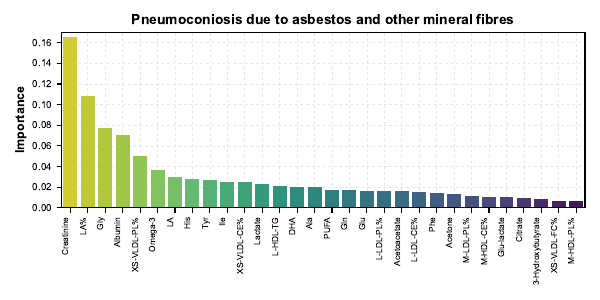 Pneumoconiosis due to asbestos and other mineral fibres
Importance
0.16
0.14
0.12
0.10
0.08
0.06
0.04
0.02
0.00
Creatinine
LA%
Gly
Albumin
XS-VLDL-PL%
Omega-3
LA
His
Tyr
Ile
XS-VLDL-CE%
Lactate
L-HDL-TG
DHA
Ala
PUFA
Gln
Glu
L-LDL-PL%
Acetoacetate
L-LDL-CE%
Phe
Acetone
M-LDL-PL%
M-HDL-CE%
Glu-lactate
Citrate
3-Hydroxybutyrate
XS-VLDL-FC%
M-HDL-PL%